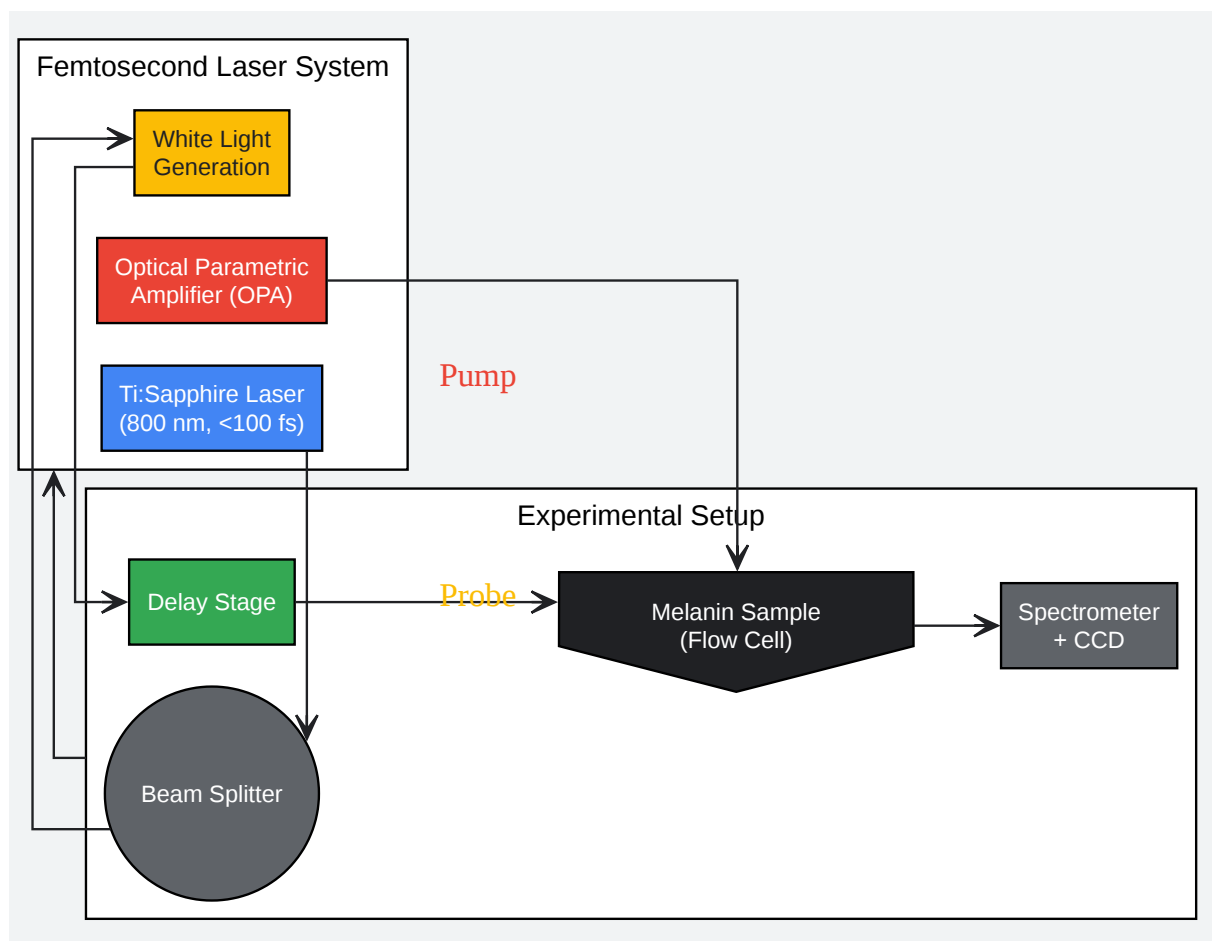 Femtosecond Laser System
White Light
Generation
Optical Parametric
Amplifier (OPA)
Ti:Sapphire Laser
(800 nm, <100 fs)
Pump
Experimental Setup
Delay Stage
Probe
Melanin Sample
(Flow Cell)
Spectrometer
+ CCD
Beam Splitter